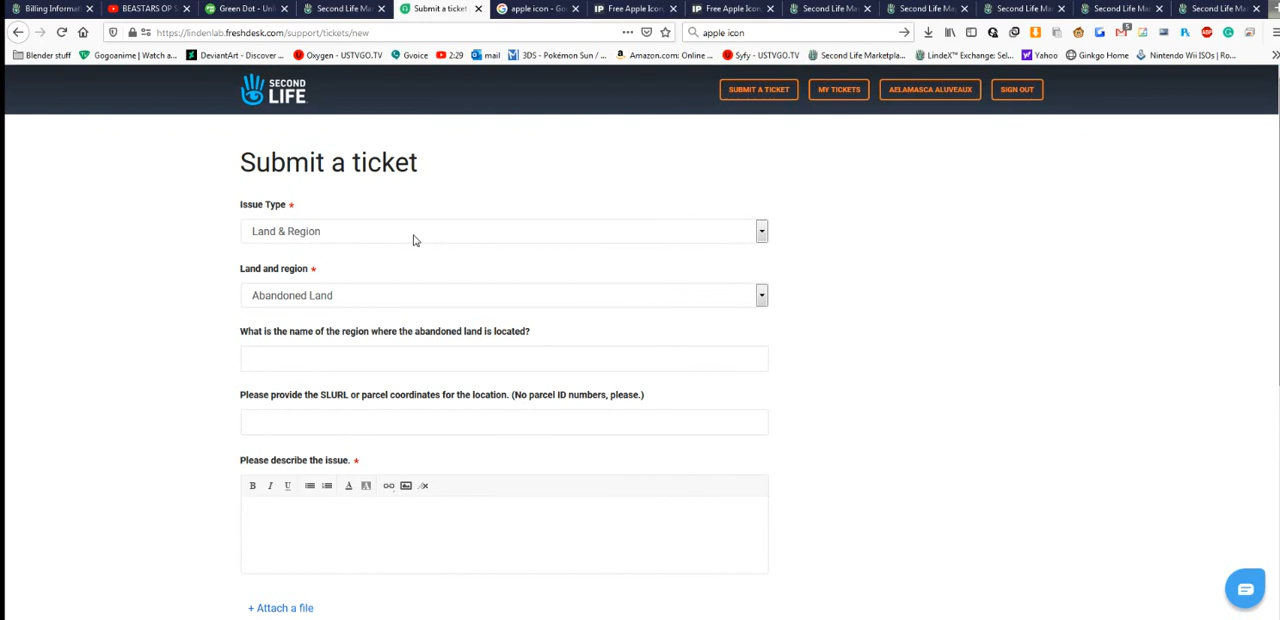 Billing Informati
BEASTARS OP S
Green Dot - Unl
Second Life Ma
Submit a ticket
apple icon - Go
Free Apple Icon,
Free Apple Icon,
Second Life Ma
Second Life Ma
Second Life Ma
Second Life Ma
Second Life Ma
https://lindenlab.freshdesk.com/support/tickets/new
apple icon
5
Blender stuff
Gogoanime | Watch a...
DeviantArt - Discover ...
Oxygen - USTVGO.TV
Gvoice
2:29
mail
3DS - Pokémon Sun / ...
Amazon.com: Online ...
Syfy - USTVGO.TV
Second Life Marketpla...
LindeX™ Exchange: Sel...
Yahoo
Ginkgo Home
Nintendo Wii ISOs | Ro...
SECOND
LIFE
SUBMIT A TICKET
MY TICKETS
AELAMASCA ALUVEAUX
SIGN OUT
Submit a ticket
Issue Type *
Land & Region
Land and region *
Abandoned Land
What is the name of the region where the abandoned land is located?
Please provide the SLURL or parcel coordinates for the location. (No parcel ID numbers, please.)
Please describe the issue. *
B I U A A
+ Attach a file